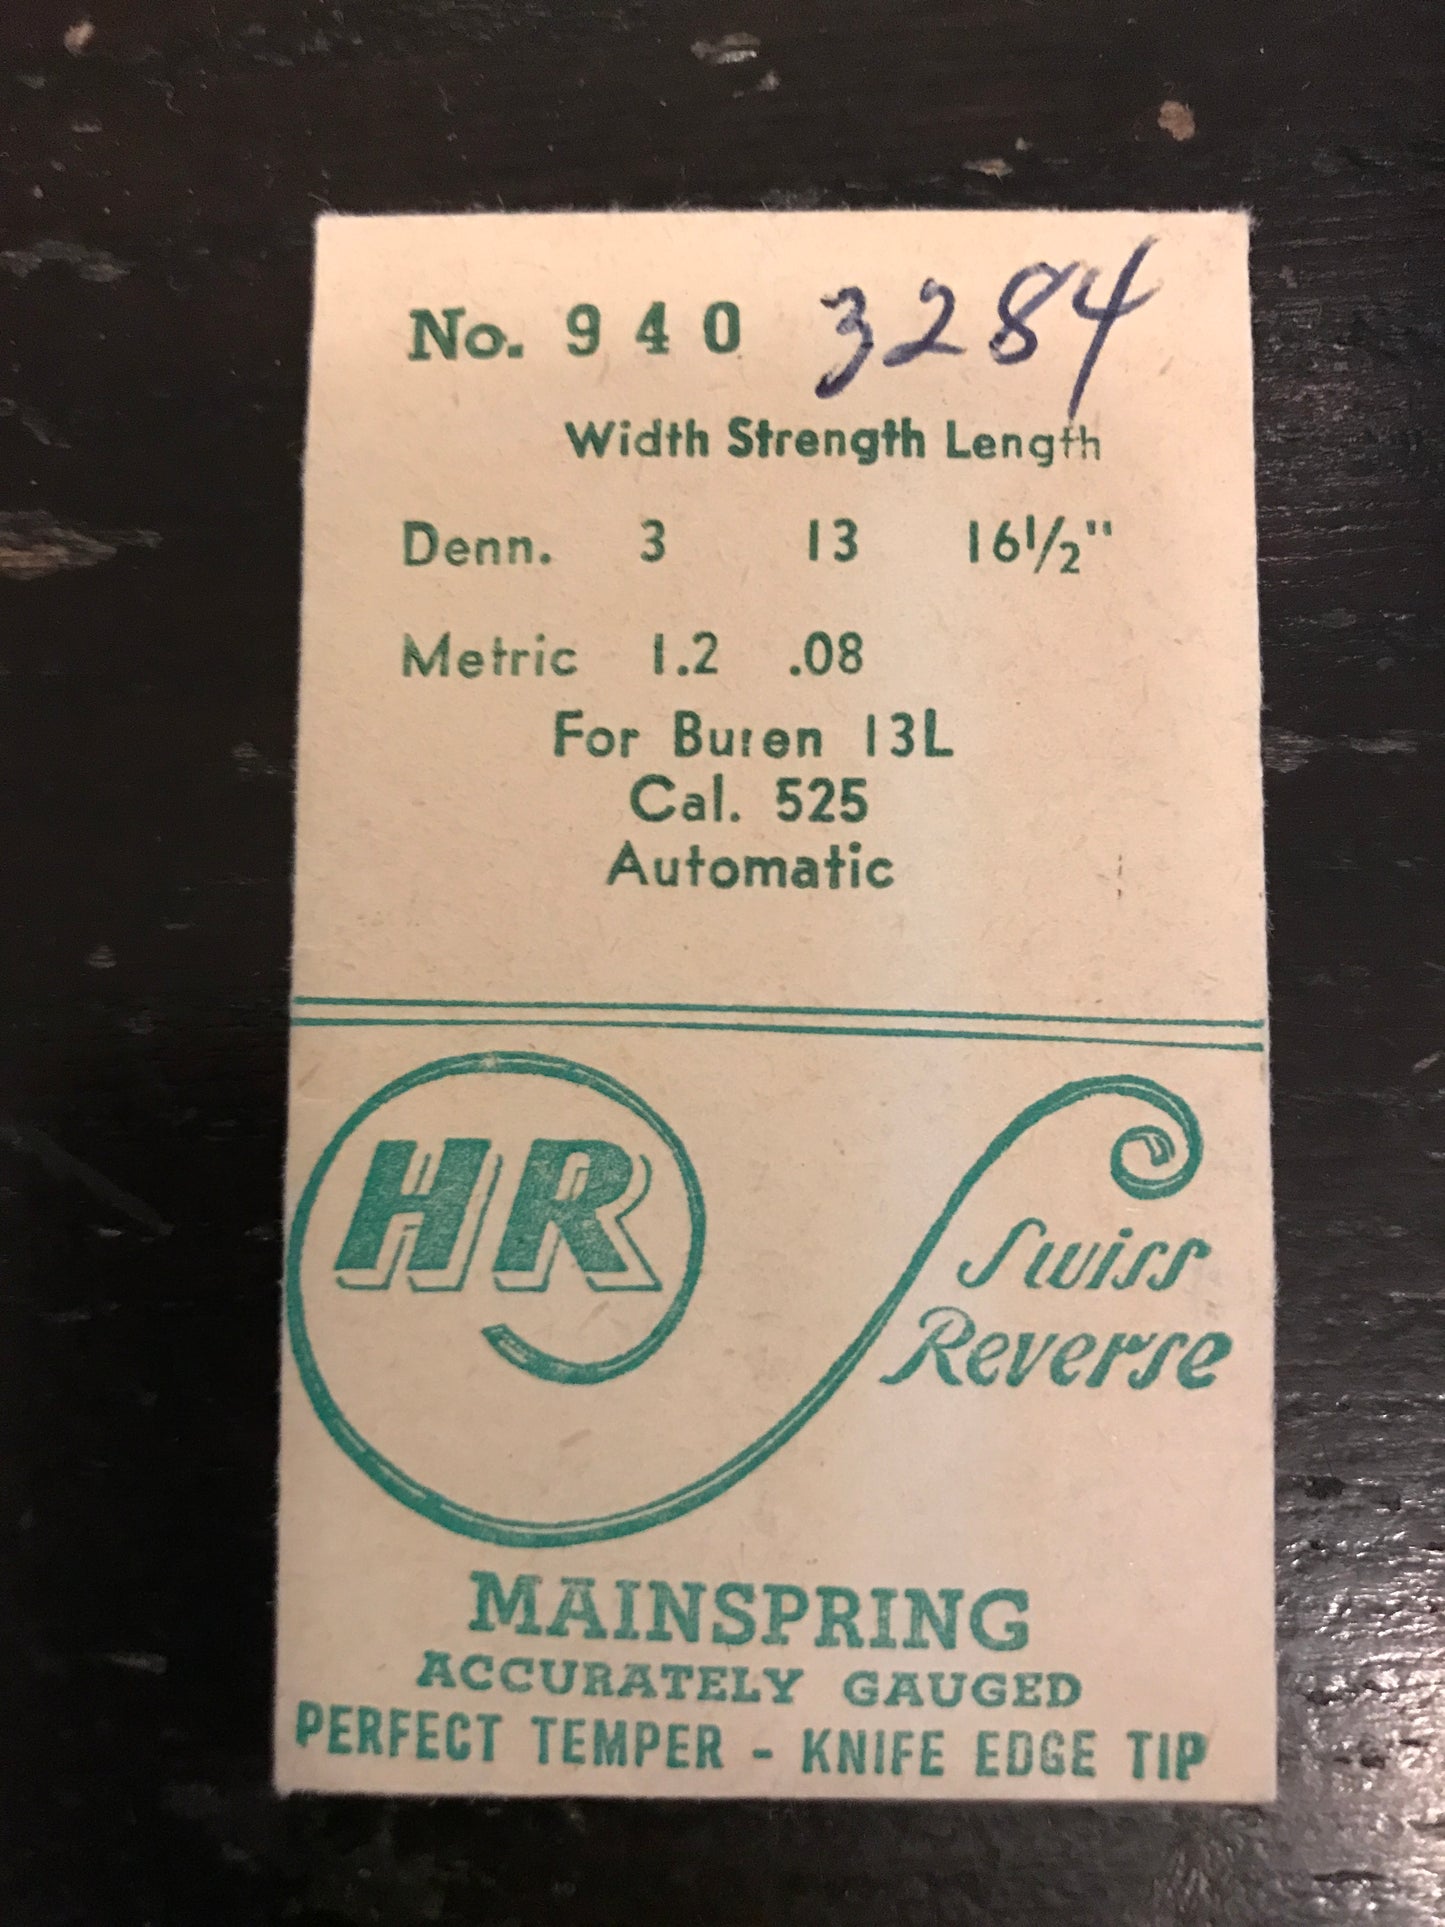 No. 940 3284
Width Strength Length
Denn. 3 13 16½"
Metric 1.2 .08
For Buren 13L
Cal. 525
Automatic
HR
Swiss
Reverse
MAINSPRING
ACCURATELY GAUGED
PERFECT TEMPER - KNIFE EDGE TIP